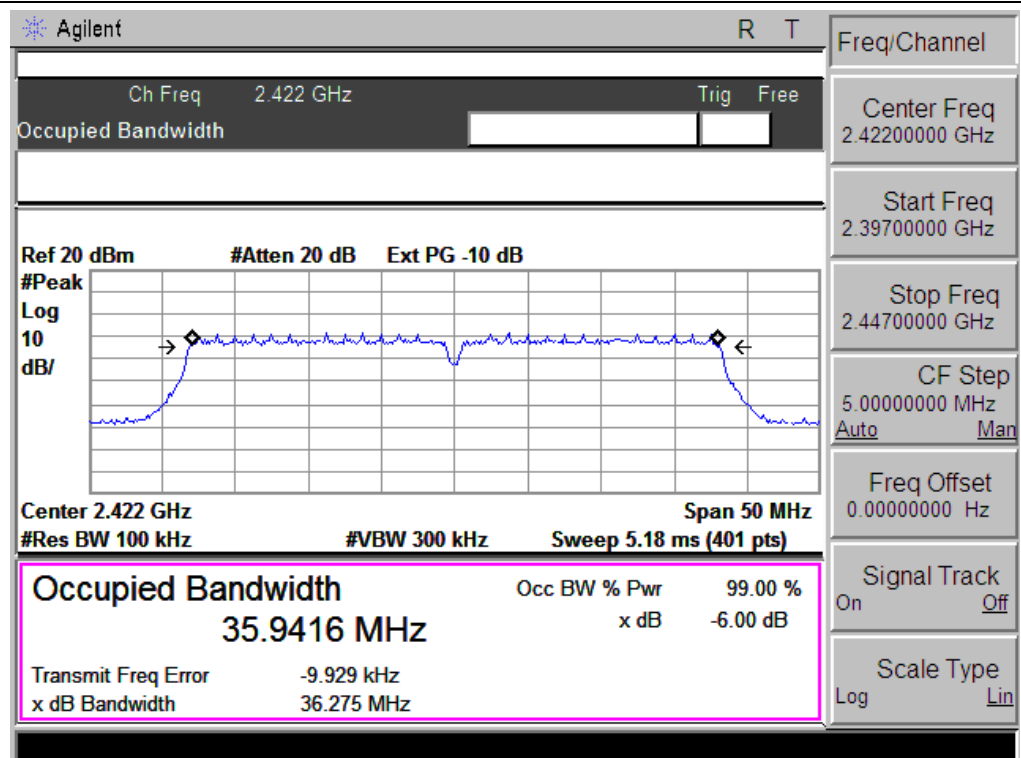 Agilent R T
Ch Freq 2.422 GHz Trig Free
Occupied Bandwidth
Ref 20 dBm #Atten 20 dB Ext PG -10 dB
#Peak
Log
10
dB/
Center 2.422 GHz Span 50 MHz
#Res BW 100 kHz #VBW 300 kHz Sweep 5.18 ms (401 pts)
Occupied Bandwidth Occ BW % Pwr 99.00 %
35.9416 MHz x dB -6.00 dB
Transmit Freq Error -9.929 kHz
x dB Bandwidth 36.275 MHz
Freq/Channel
Center Freq
2.42200000 GHz
Start Freq
2.39700000 GHz
Stop Freq
2.44700000 GHz
CF Step
5.00000000 MHz
Auto Man
Freq Offset
0.00000000 Hz
Signal Track
On Off
Scale Type
Log Lin